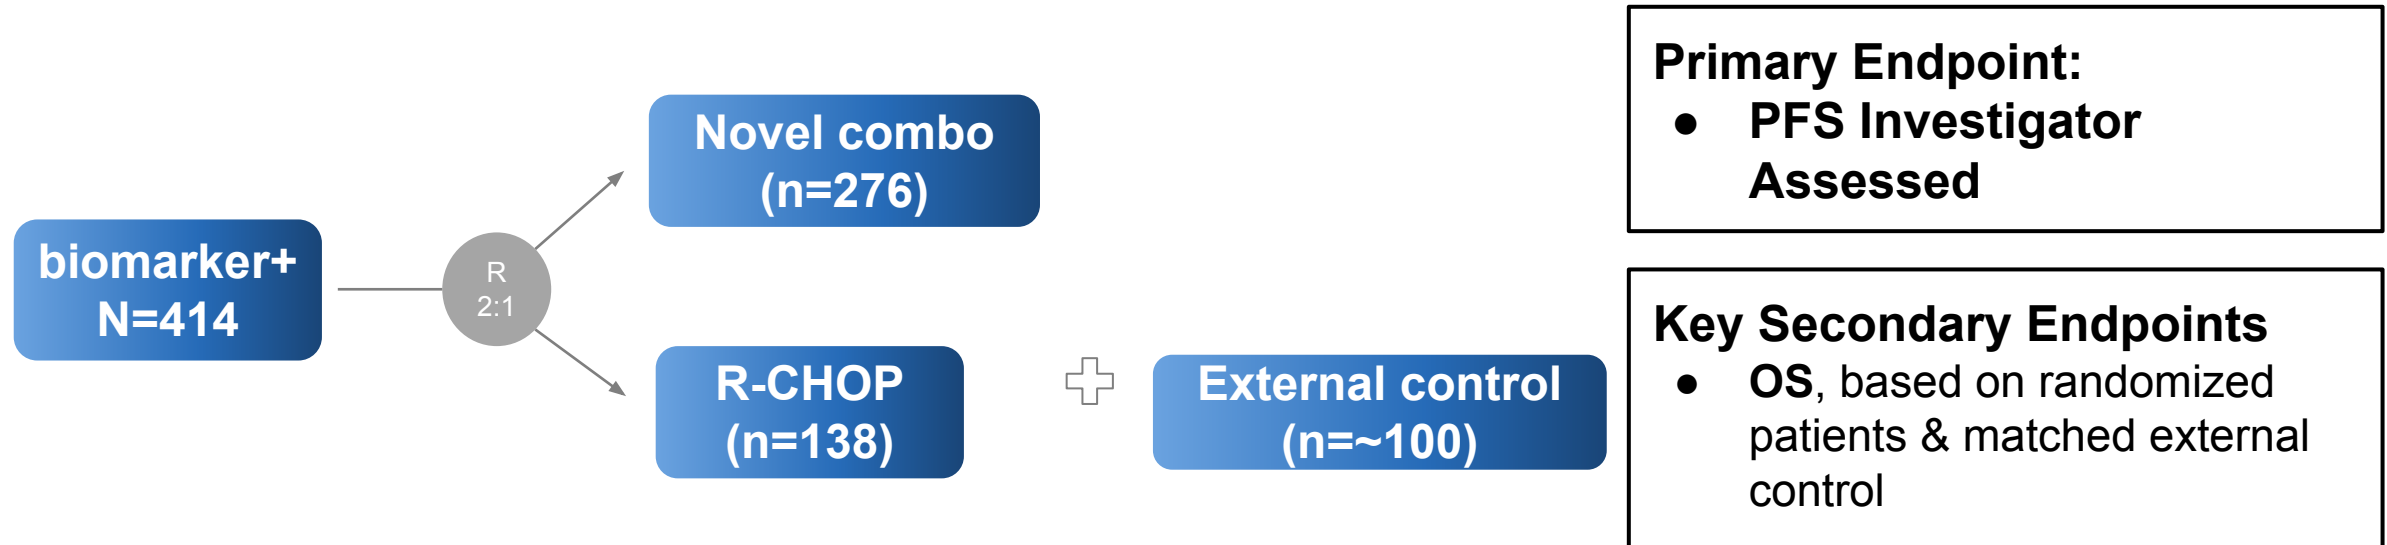 biomarker+
N=414
R
2:1
Novel combo
(n=276)
R-CHOP
(n=138)
External control
(n=~100)
Primary Endpoint:
● PFS Investigator
Assessed
Key Secondary Endpoints
● OS, based on randomized
patients & matched external
control